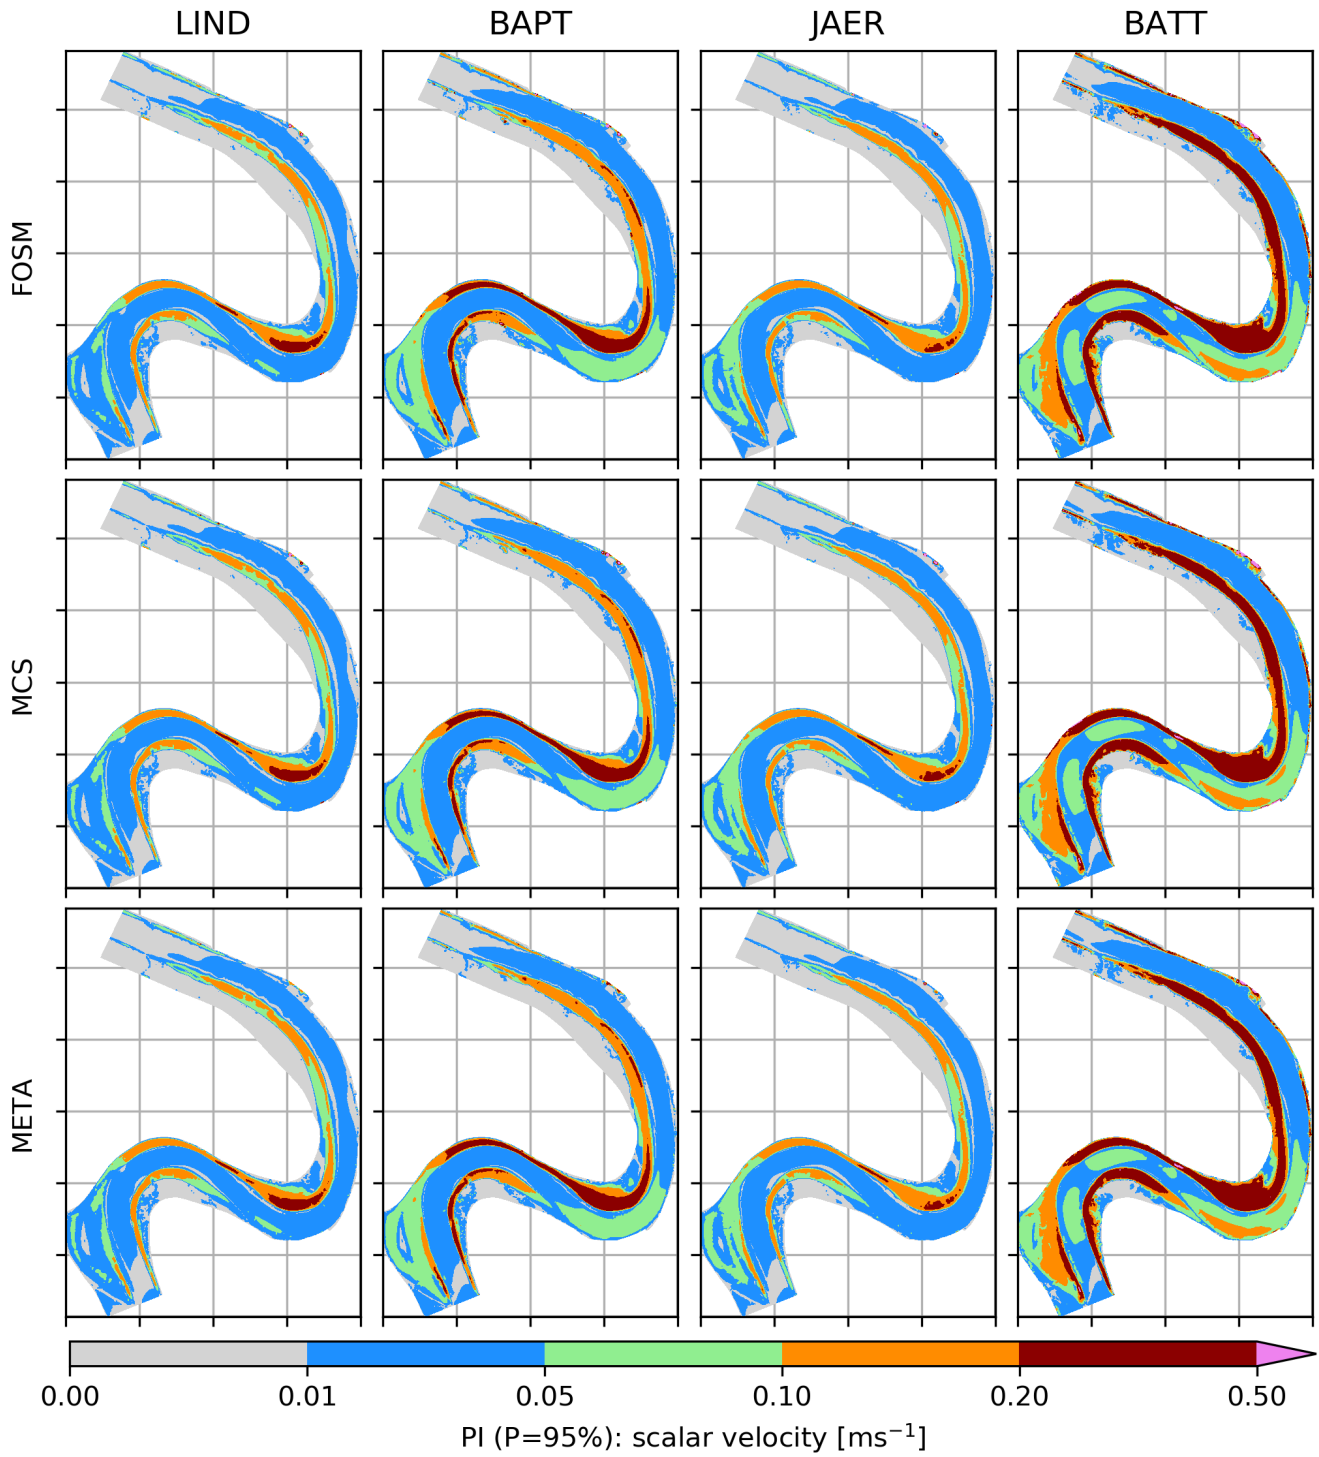 LIND BAPT JAER BATT
FOSM
MCS
META
0.00 0.01 0.05 0.10 0.20 0.50
PI (P=95%): scalar velocity [ms⁻¹]